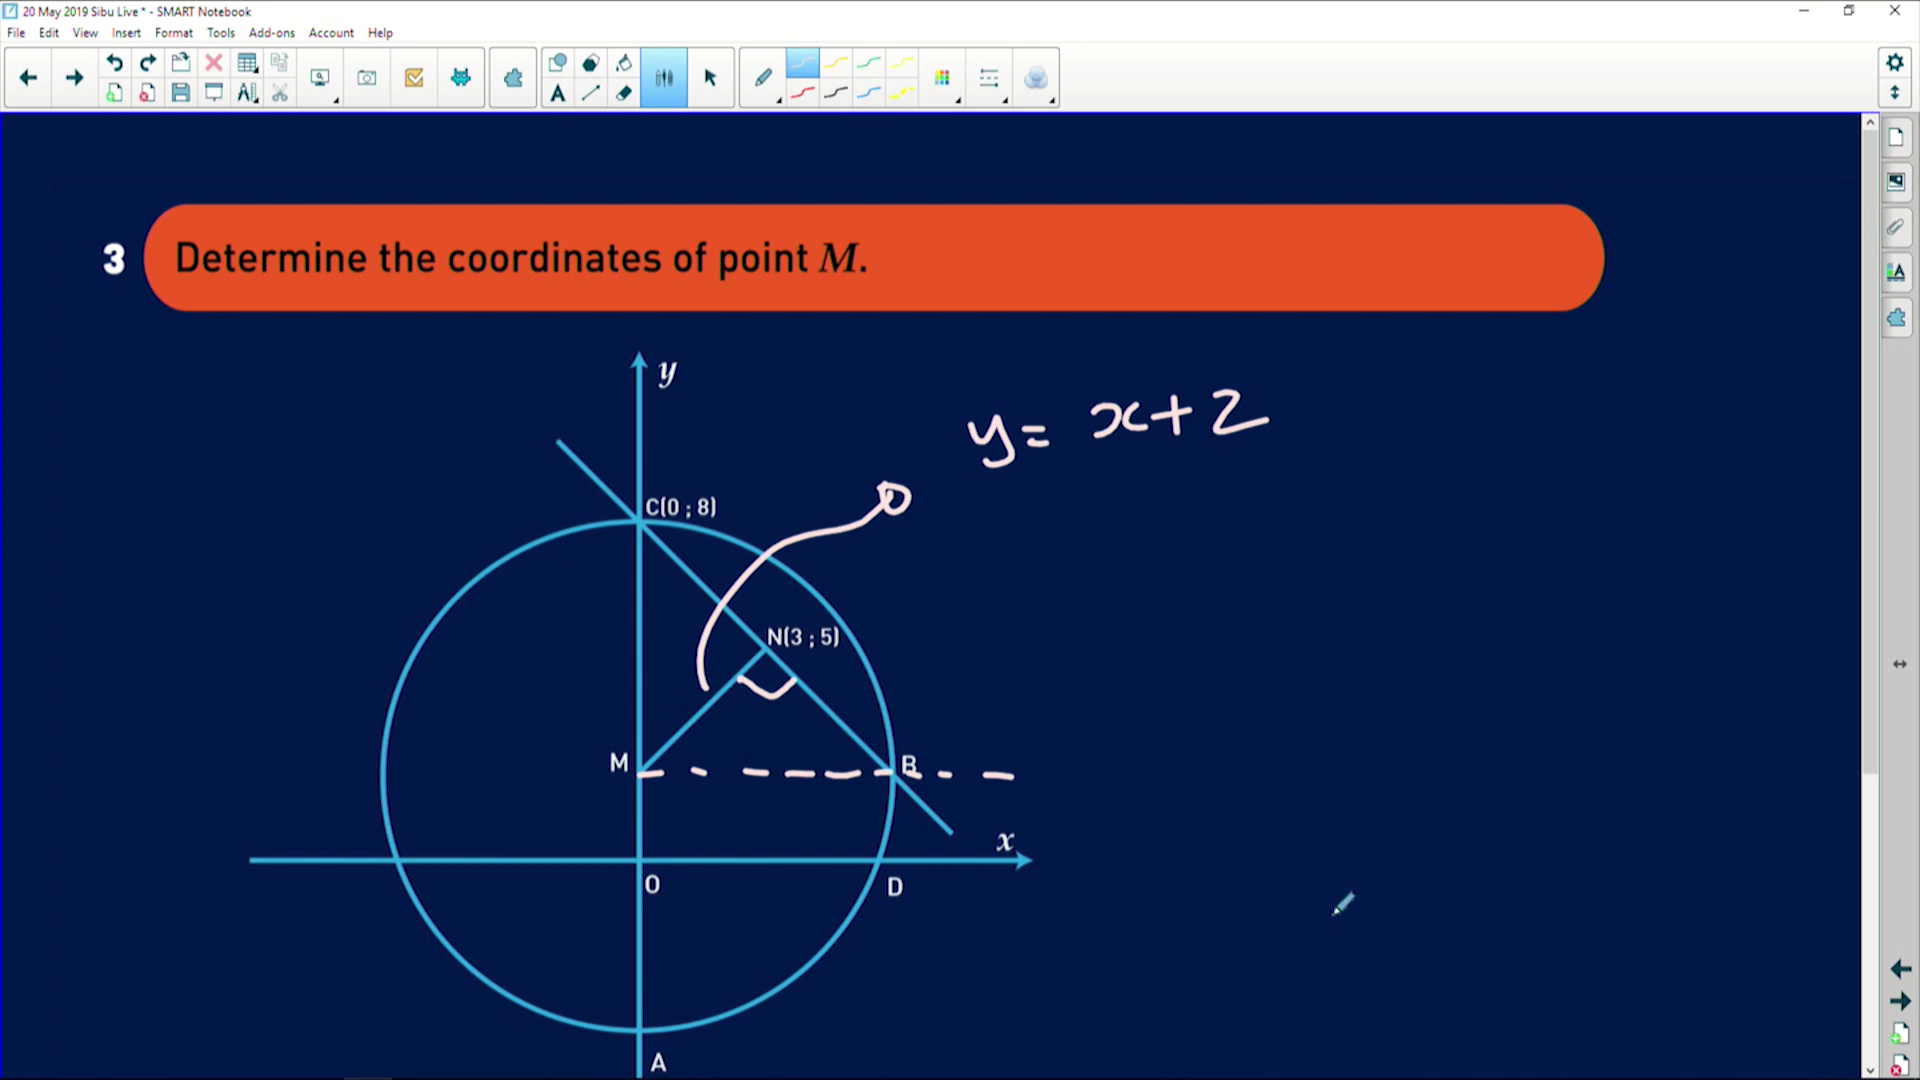 20 May 2019 Sibu Live * - SMART Notebook
File Edit View Insert Format Tools Add-ons Account Help
3 Determine the coordinates of point M.
y
y = x + 2
C(0 ; 8)
N(3 ; 5)
M
B
x
O
D
A